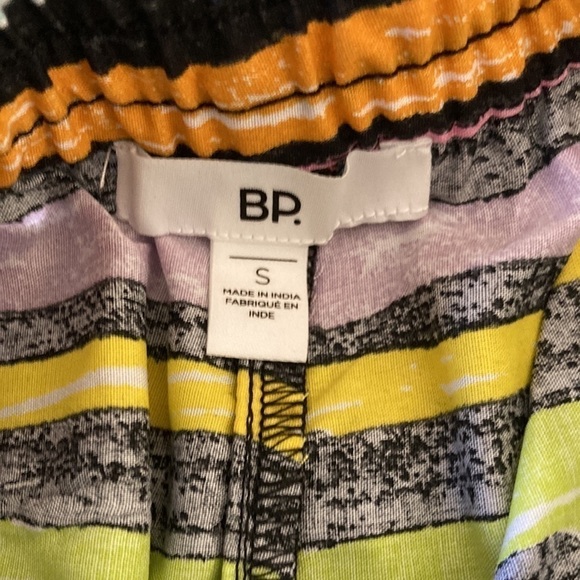 BP.
S
MADE IN INDIA
FABRIQUÉ EN
INDE